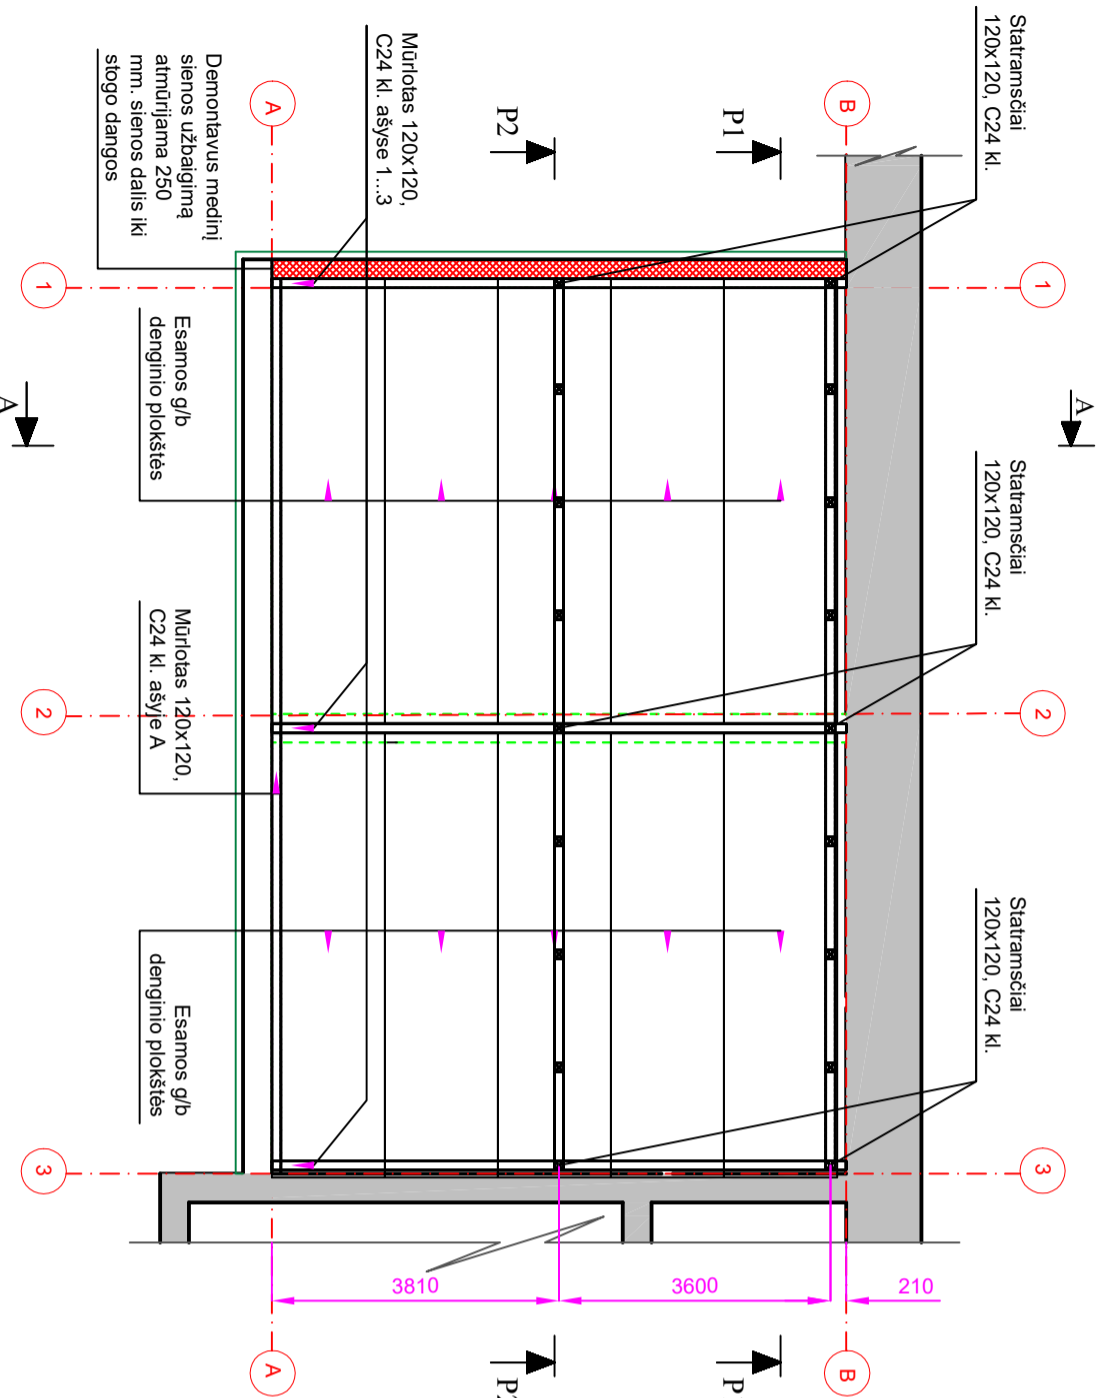 Statramsčiai
120x120, C24 kl.
Statramsčiai
120x120, C24 kl.
Statramsčiai
120x120, C24 kl.
A
1
2
3
B
B
P1
P
210
3600
3810
P2
P2
Mūrlotas 120x120,
C24 kl. ašyse 1...3
A
A
Demontavus medinį
sienos užbaigimą
atmūrijama 250
mm. sienos dalis iki
stogo dangos
Esamos g/b
denginio plokštės
Mūrlotas 120x120,
C24 kl. ašyje A
Esamos g/b
denginio plokštės
1
2
3
A